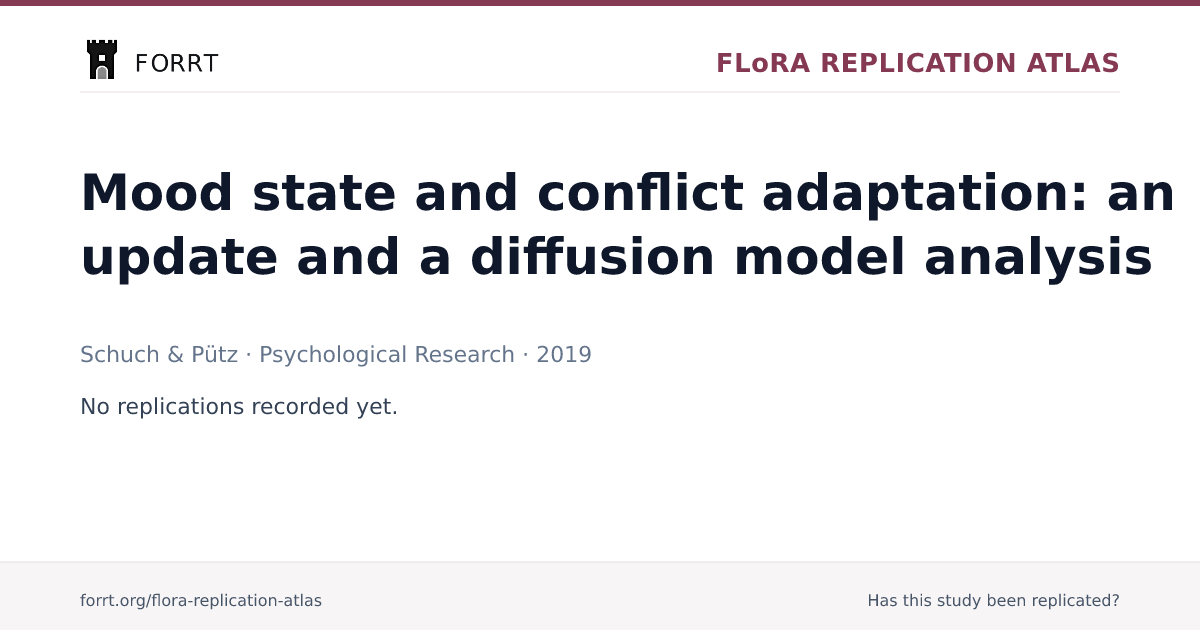 FORRT
FLoRA REPLICATION ATLAS
Mood state and conflict adaptation: an
update and a diffusion model analysis
Schuch & Pütz · Psychological Research · 2019
No replications recorded yet.
forrt.org/flora-replication-atlas
Has this study been replicated?